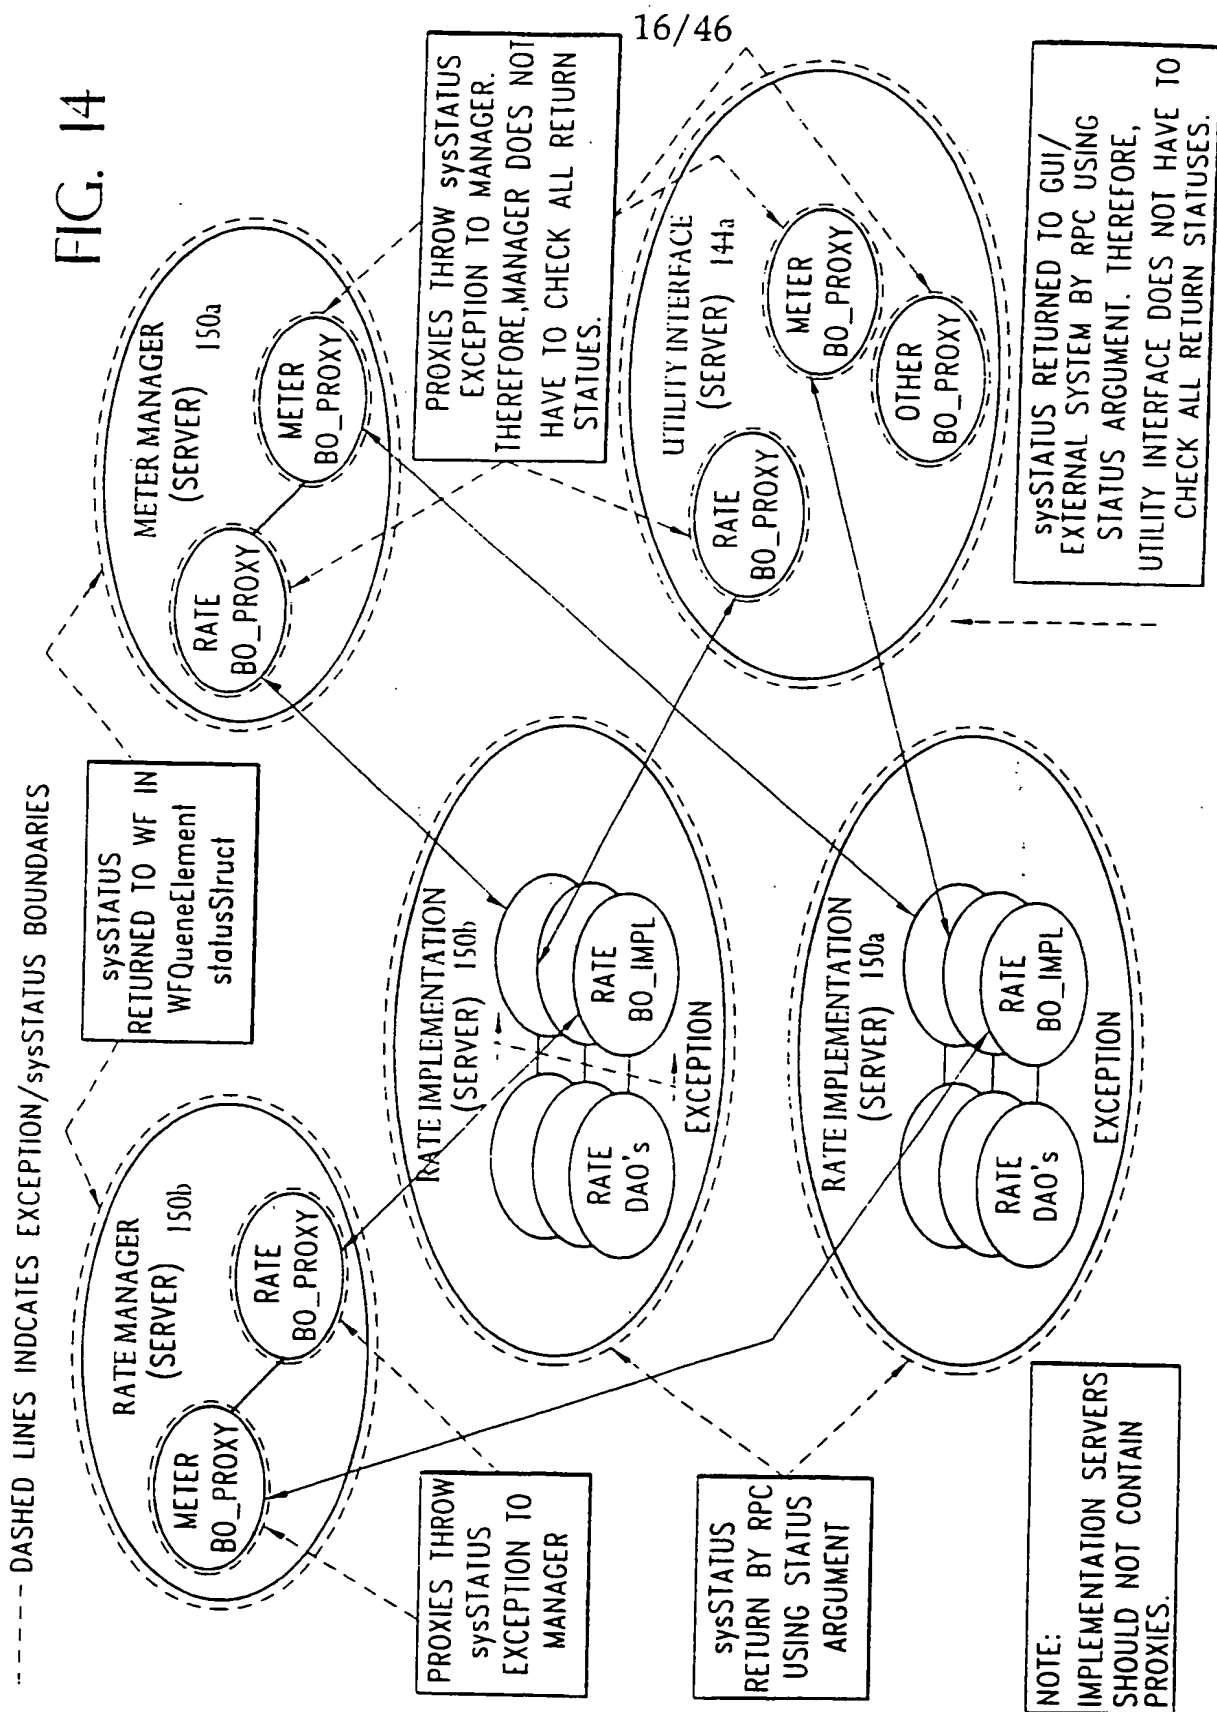 16/46
FIG. 14
---- DASHED LINES INDCATES EXCEPTION/sysSTATUS BOUNDARIES
sysSTATUS
RETURNED TO WF IN
WFQueneElement
statusStruct
RATE MANAGER
(SERVER) 150b
METER
BO_PROXY
RATE
BO_PROXY
METER MANAGER
(SERVER) 150a
RATE
BO_PROXY
METER
BO_PROXY
PROXIES THROW
sysSTATUS
EXCEPTION TO
MANAGER
RATE IMPLEMENTATION
(SERVER) 150b
RATE
DAO's
RATE
BO_IMPL
EXCEPTION
PROXIES THROW sysSTATUS
EXCEPTION TO MANAGER.
THEREFORE,MANAGER DOES NOT
HAVE TO CHECK ALL RETURN
STATUES.
UTILITY INTERFACE
(SERVER) 144a
RATE
BO_PROXY
METER
BO_PROXY
OTHER
BO_PROXY
sysSTATUS
RETURN BY RPC
USING STATUS
ARGUMENT
RATE IMPLEMENTATION
(SERVER) 150a
RATE
DAO's
RATE
BO_IMPL
EXCEPTION
NOTE:
IMPLEMENTATION SERVERS
SHOULD NOT CONTAIN
PROXIES.
sysSTATUS RETURNED TO GUI/
EXTERNAL SYSTEM BY RPC USING
STATUS ARGUMENT. THEREFORE,
UTILITY INTERFACE DOES NOT HAVE TO
CHECK ALL RETURN STATUSES.